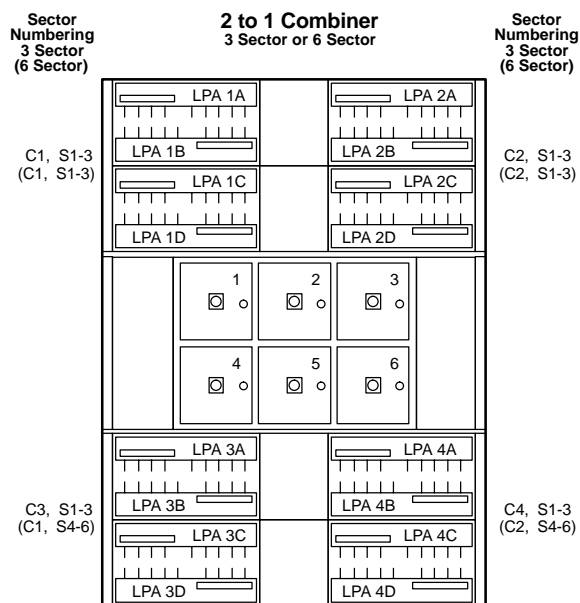 Sector
Numbering
3 Sector
(6 Sector)
2 to 1 Combiner
3 Sector or 6 Sector
Sector
Numbering
3 Sector
(6 Sector)
LPA 1A
LPA 2A
LPA 1B
LPA 2B
C1, S1-3
(C1, S1-3)
C2, S1-3
(C2, S1-3)
LPA 1C
LPA 2C
LPA 1D
LPA 2D
1
2
3
4
5
6
LPA 3A
LPA 4A
LPA 3B
LPA 4B
C3, S1-3
(C1, S4-6)
C4, S1-3
(C2, S4-6)
LPA 3C
LPA 4C
LPA 3D
LPA 4D